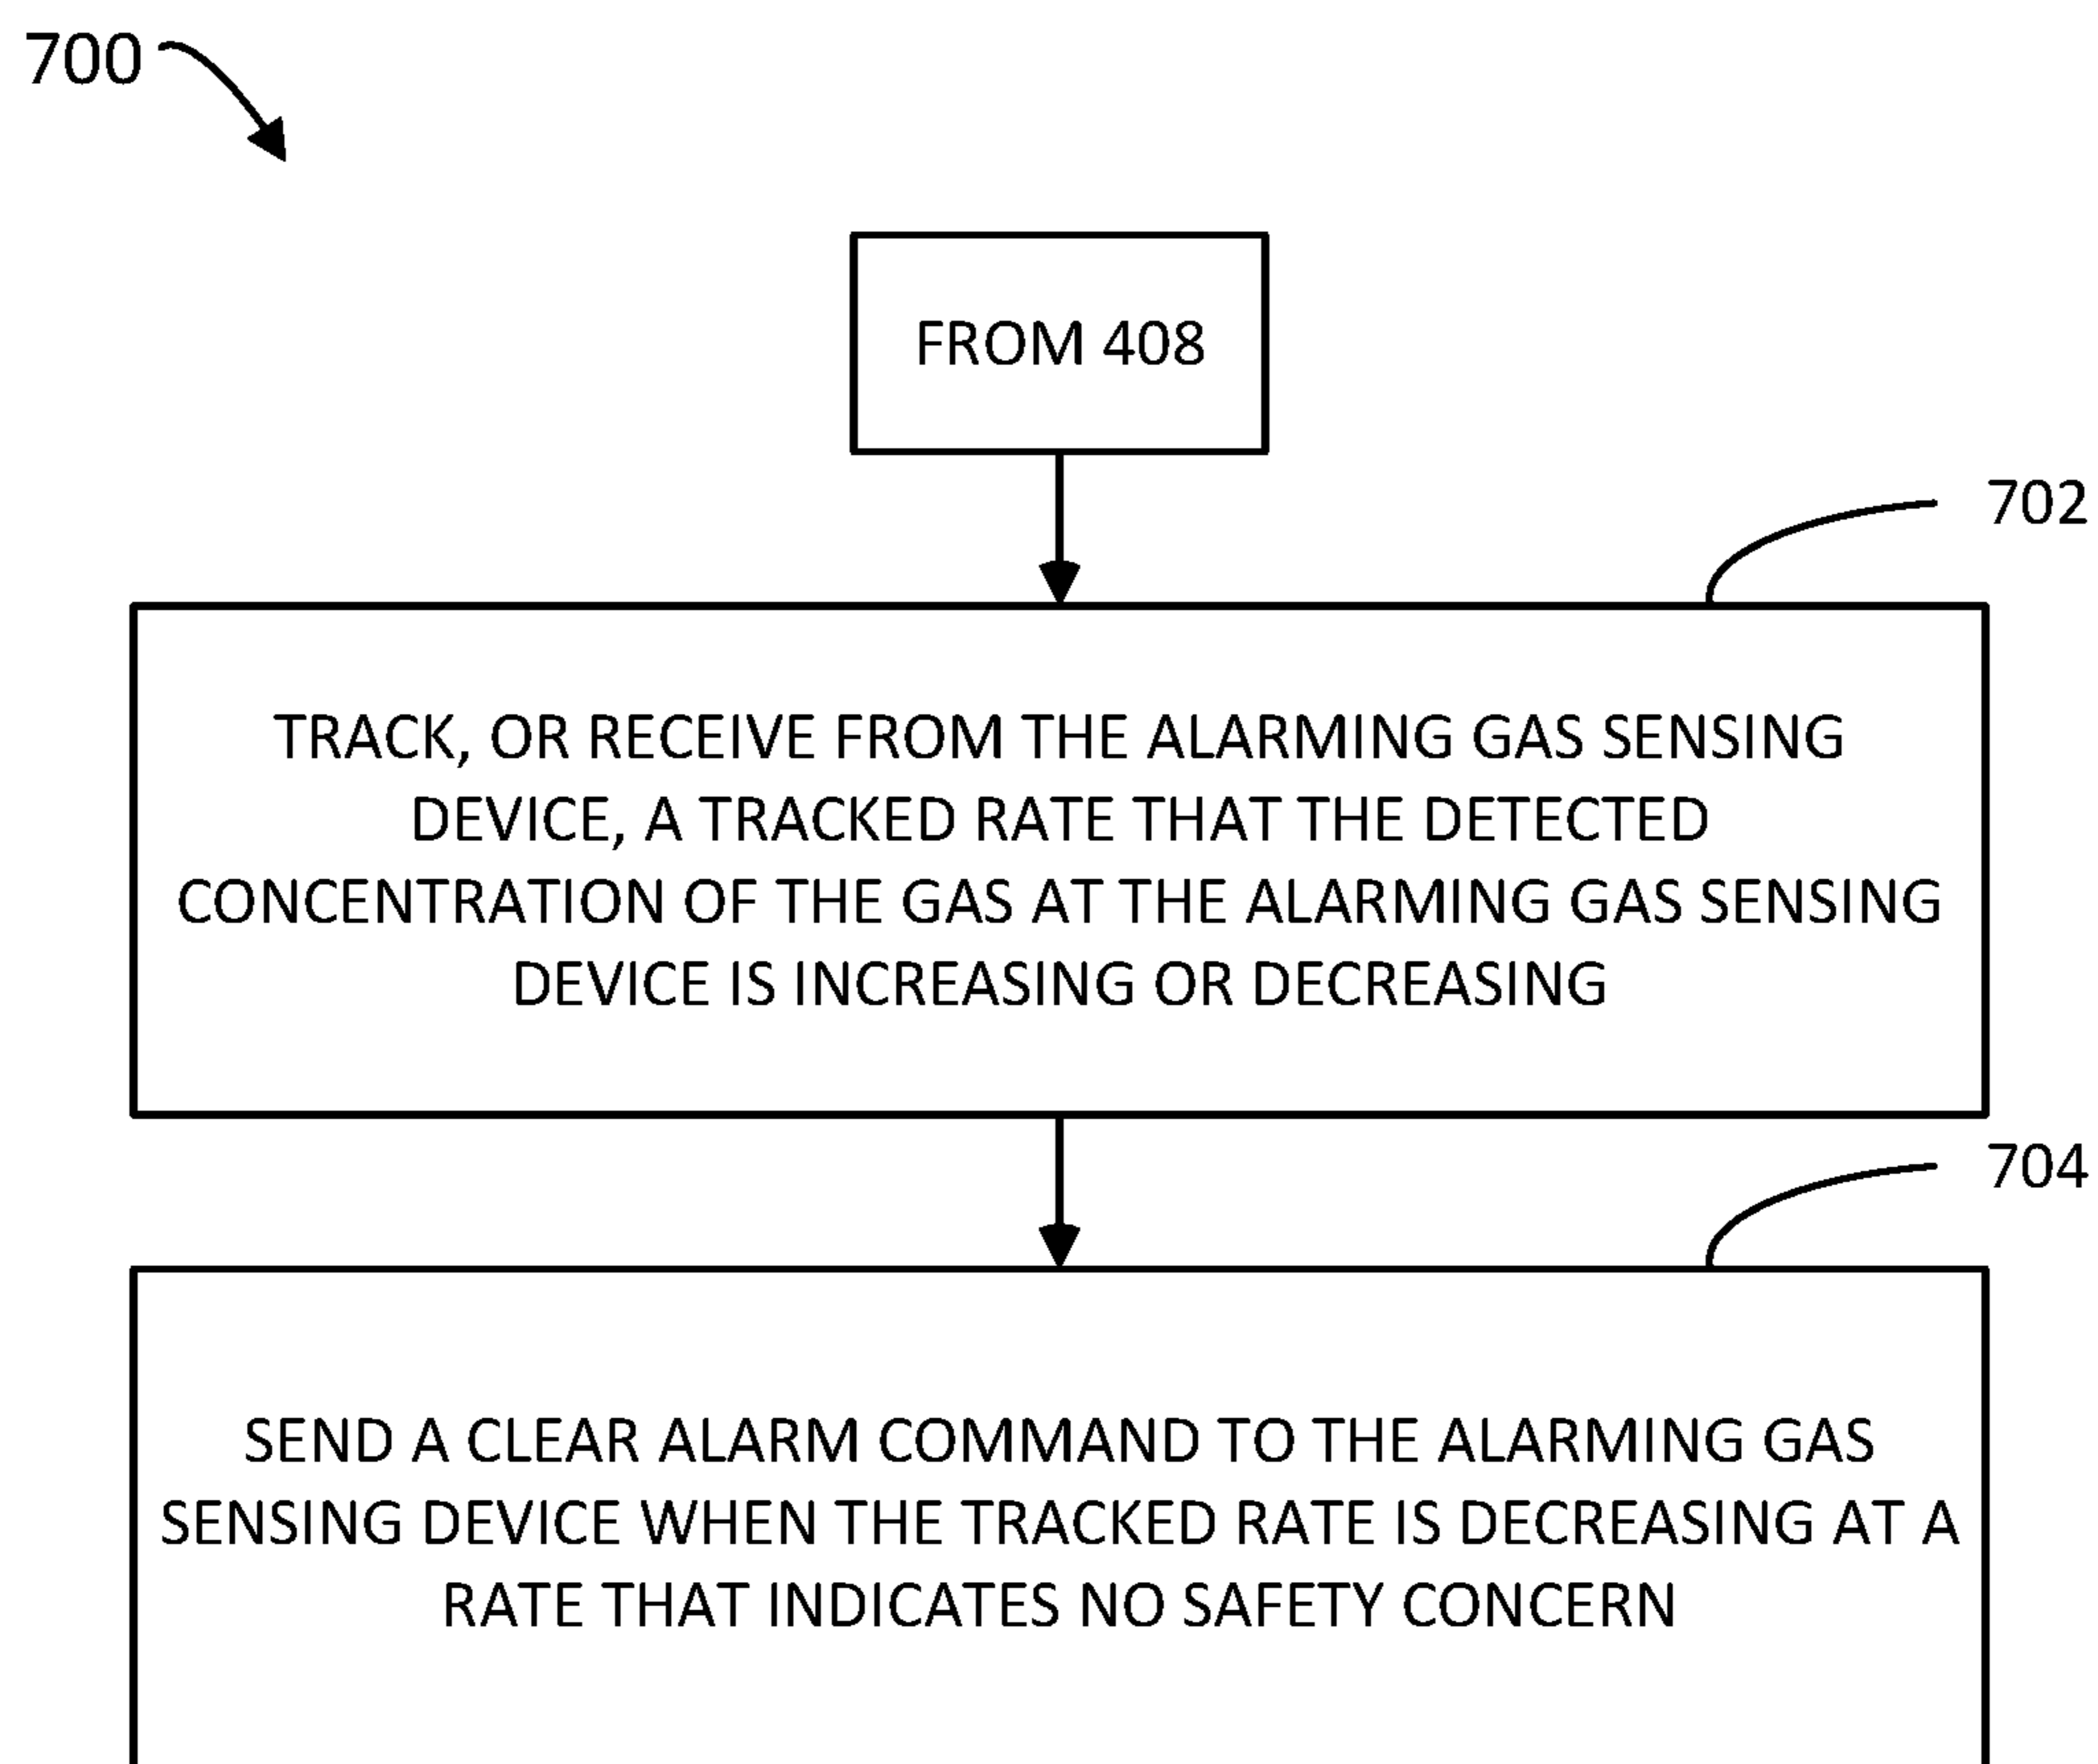 700
FROM 408
702
TRACK, OR RECEIVE FROM THE ALARMING GAS SENSING
DEVICE, A TRACKED RATE THAT THE DETECTED
CONCENTRATION OF THE GAS AT THE ALARMING GAS SENSING
DEVICE IS INCREASING OR DECREASING
704
SEND A CLEAR ALARM COMMAND TO THE ALARMING GAS
SENSING DEVICE WHEN THE TRACKED RATE IS DECREASING AT A
RATE THAT INDICATES NO SAFETY CONCERN